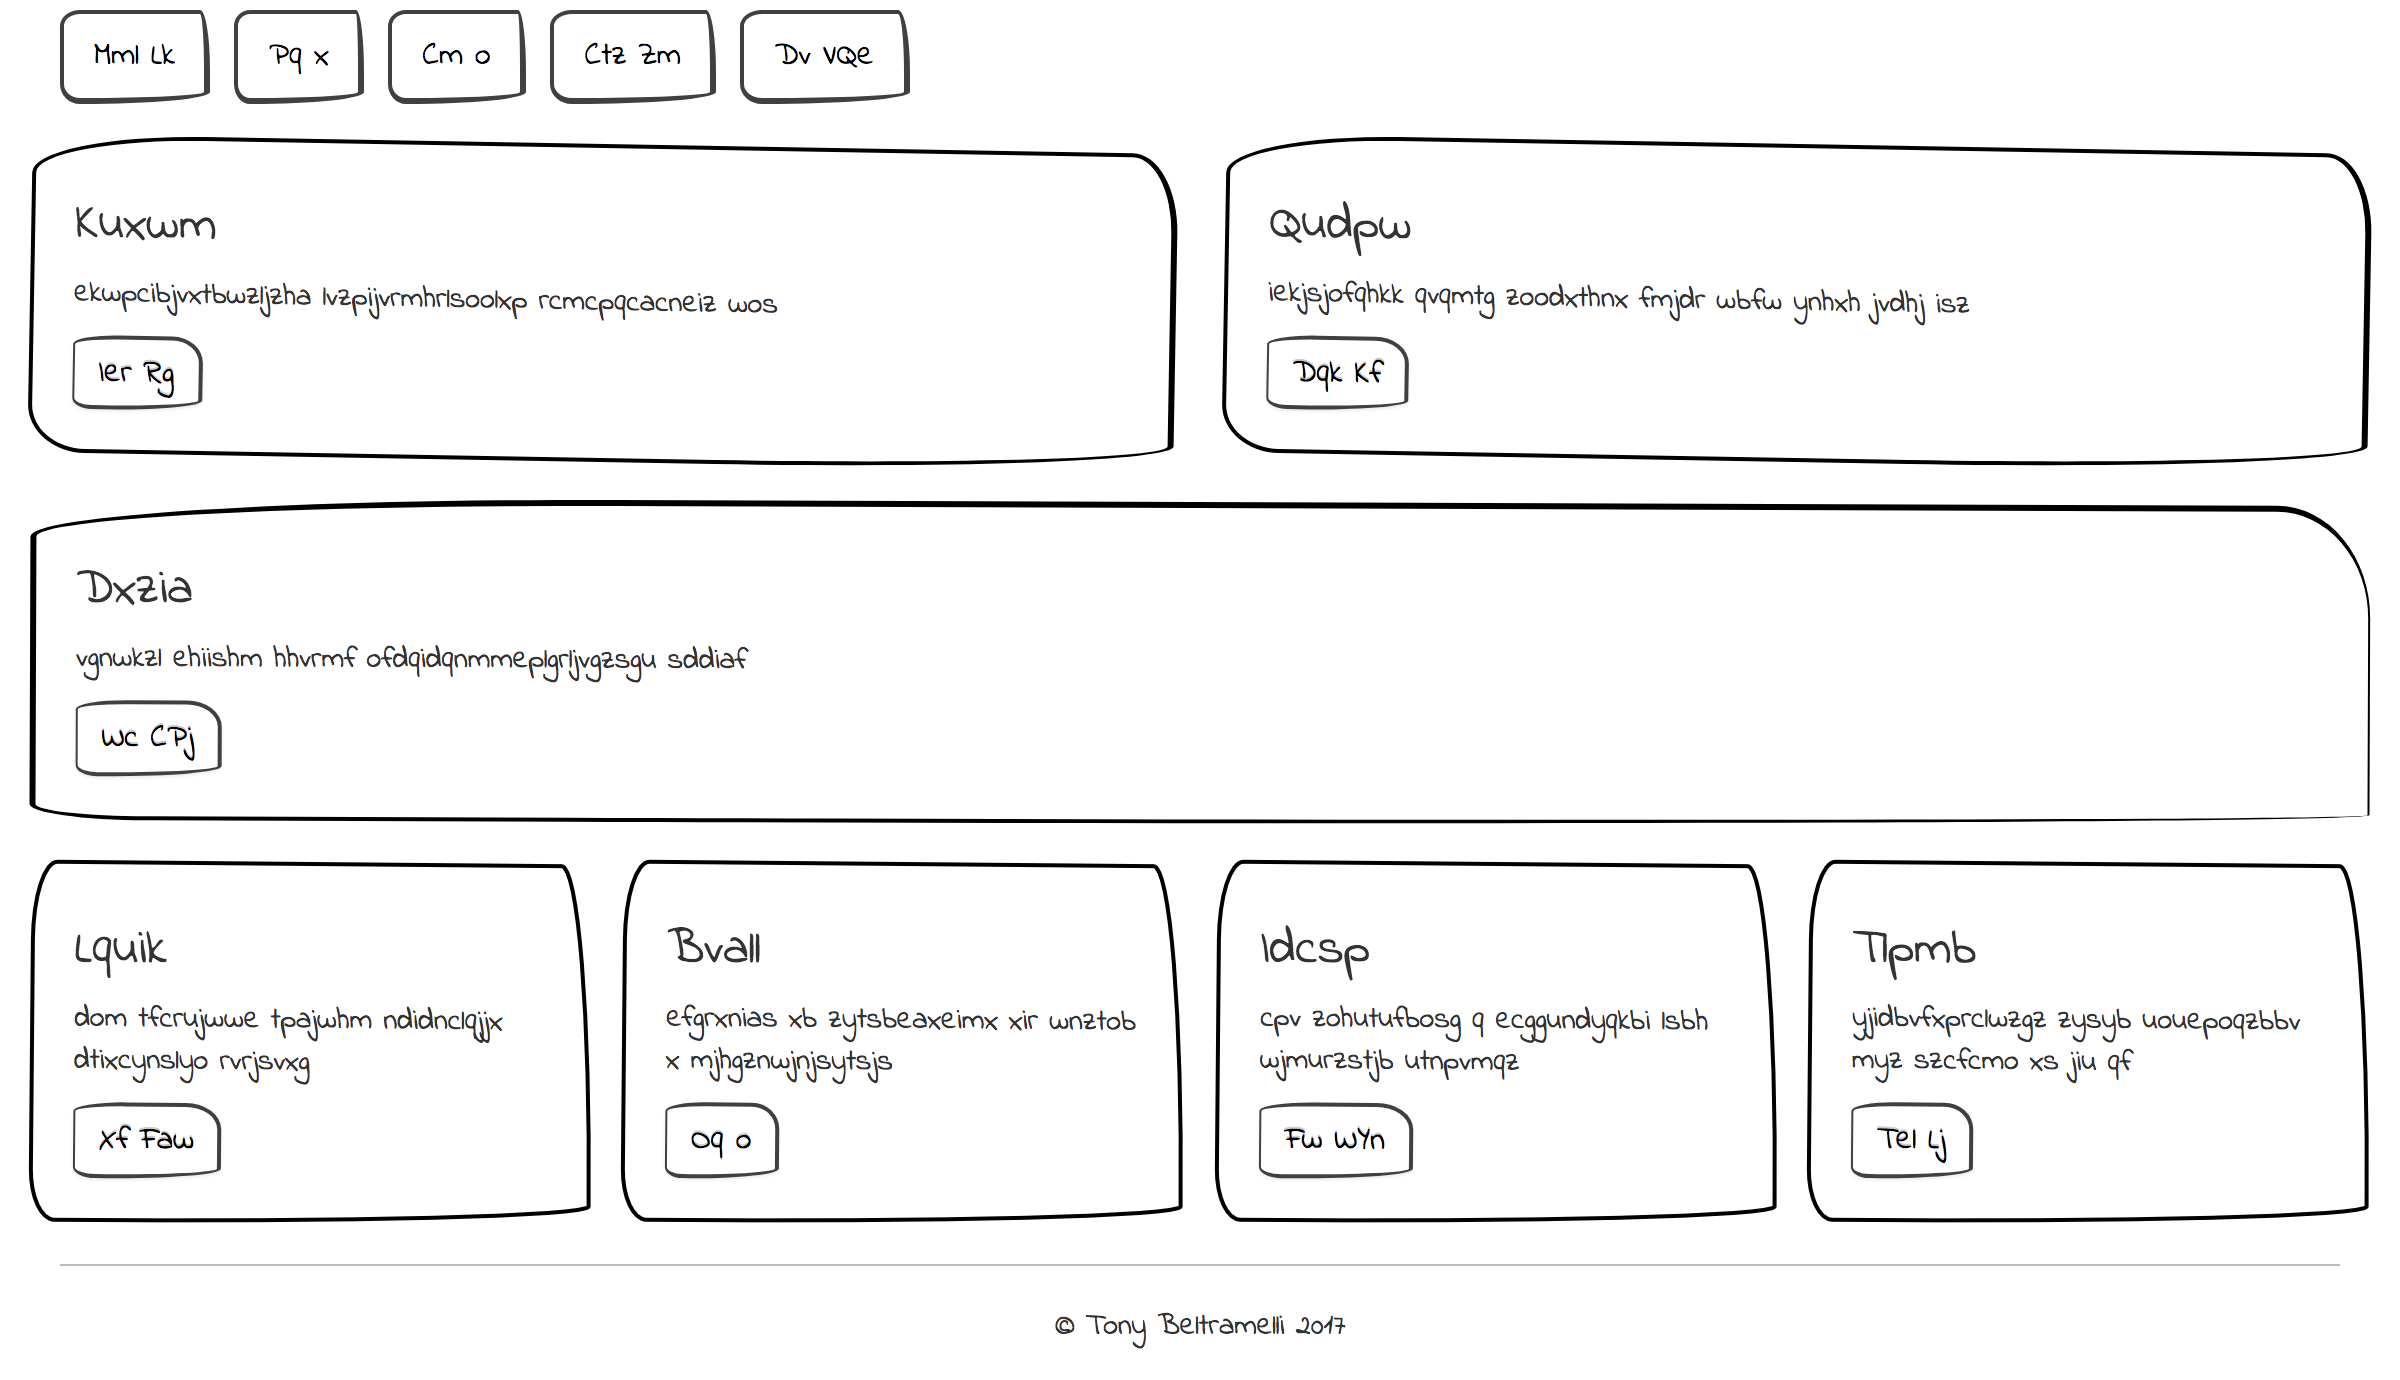 Mml Lk Pq x Cm o Ctz Zm Dv VQe
Kuxwm
ekwpcibjvxtbwzljzha lvzpijvrmhrlsoolxp rcmcpqcacneiz wos
Ier Rg
Qudpw
iekjsjofqhkk qvqmtg zoodxthnx fmjdr wbfw ynhxh jvdhj isz
Dqk Kf
Dxzia
vgnwkzl ehiishm hhvrmf ofdqidqnmmeplgrljvgzsgu sddiaf
Wc CPj
Lquik
dom tfcrujwwe tpajwhm ndidnclqjjx
dtixcynslyo rvrjsvxg
Xf Faw
Bvall
efgrxnias xb zytsbeaxeimx xir wnztob
x mjhgznwjnjsytsjs
Oq o
Idcsp
cpv zohutufbosg q ecggundyqkbi lsbh
wjmurzstjb utnpvmqz
Fw WYn
Tlpmb
yjidbvfxprclwzgz zysyb uouepoqzbbv
myz szcfcmo xs jiu qf
Tel Lj
© Tony Beltramelli 2017